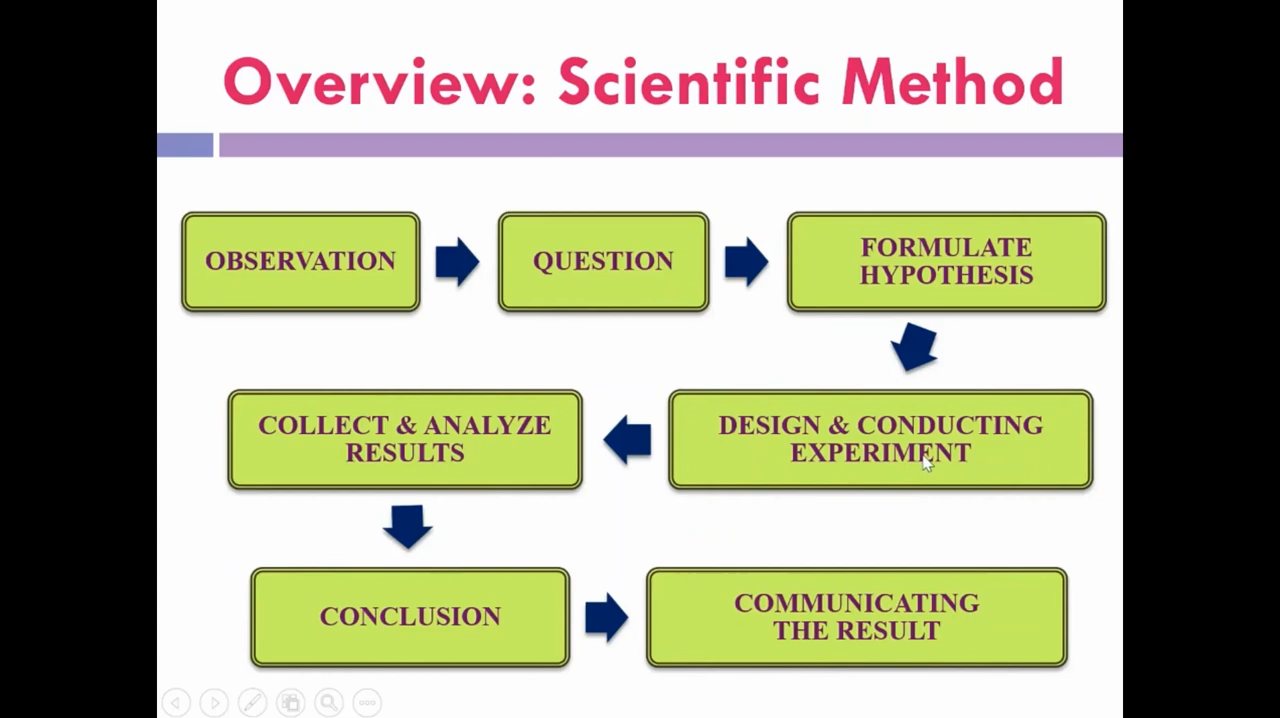 Overview: Scientific Method
OBSERVATION
QUESTION
FORMULATE
HYPOTHESIS
DESIGN & CONDUCTING
EXPERIMENT
COLLECT & ANALYZE
RESULTS
CONCLUSION
COMMUNICATING
THE RESULT